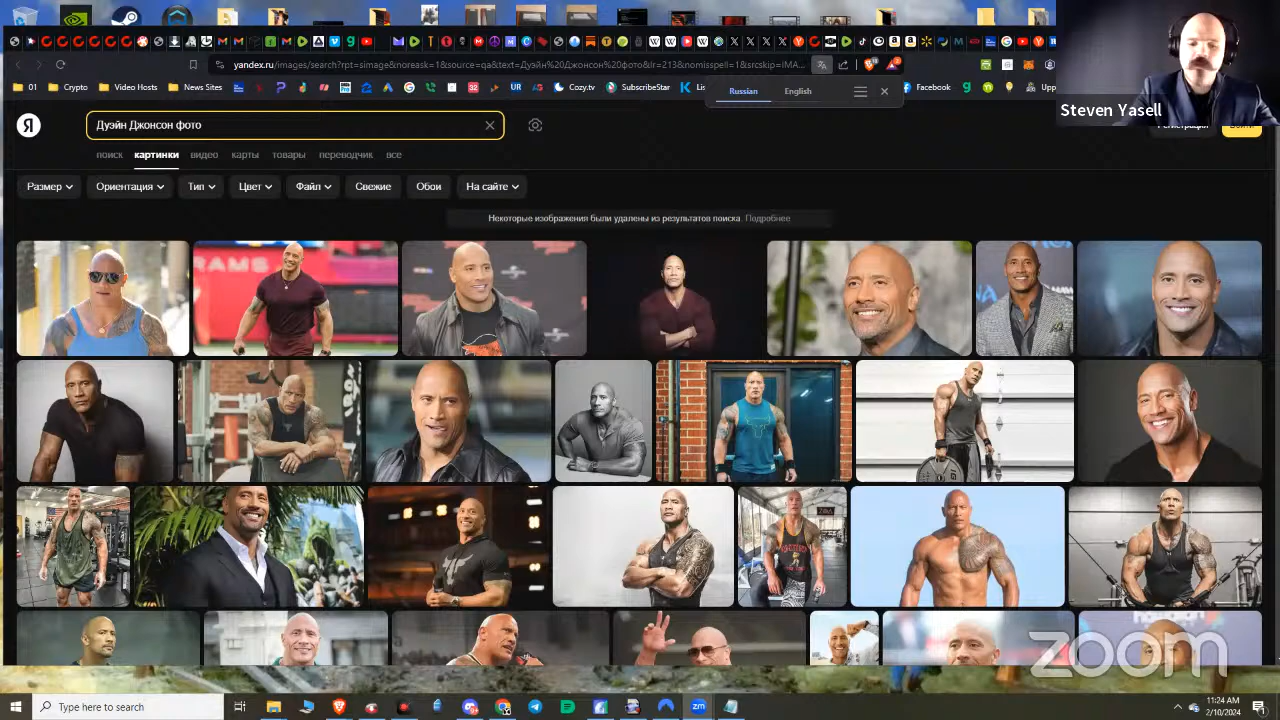 yandex.ru/images/search?rpt=simage&noreask=1&source=qa&text=Дуэйн%20Джонсон%20фото&lr=213&nomisspell=1&srcskip=IMA...
01
Crypto
Video Hosts
News Sites
UR
Cozy.tv
SubscribeStar
Facebook
Russian
English
Steven Yasell
Я
Дуэйн Джонсон фото
поиск
картинки
видео
карты
товары
переводчик
все
Размер
Ориентация
Тип
Цвет
Файл
Свежие
Обои
На сайте
Некоторые изображения были удалены из результатов поиска. Подробнее
RAMS
zoom
Type here to search
zm
11:24 AM
2/10/2024